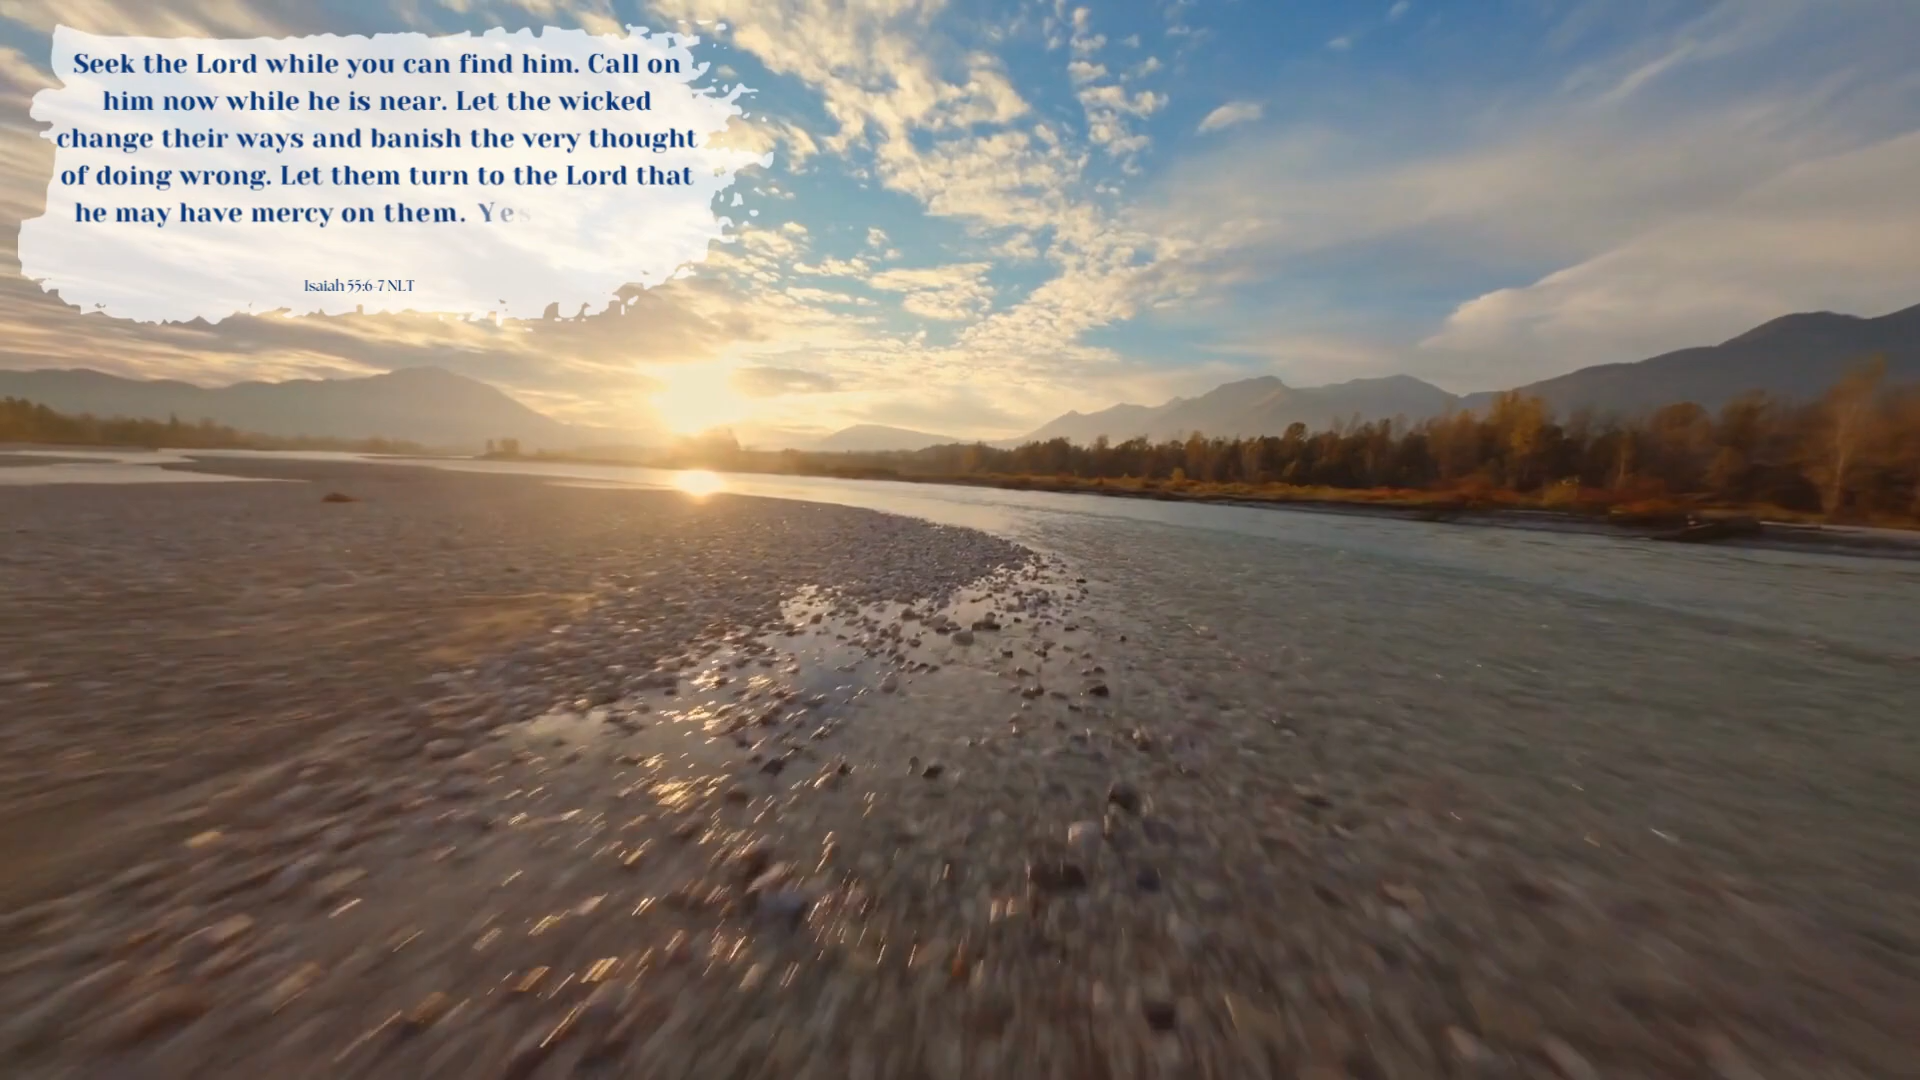 Seek the Lord while you can find him. Call on
him now while he is near. Let the wicked
change their ways and banish the very thought
of doing wrong. Let them turn to the Lord that
he may have mercy on them. Yes
Isaiah 55:6-7 NLT